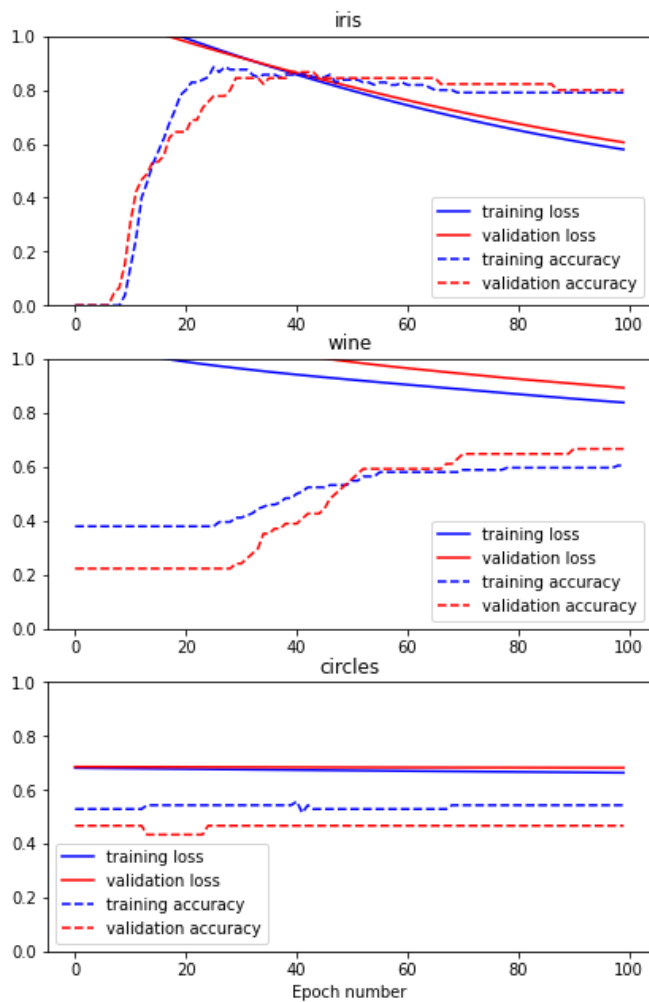 iris
1.0
0.8
0.6
0.4
0.2
0.0
training loss
validation loss
training accuracy
validation accuracy
0 20 40 60 80 100
wine
1.0
0.8
0.6
0.4
0.2
0.0
training loss
validation loss
training accuracy
validation accuracy
0 20 40 60 80 100
circles
1.0
0.8
0.6
0.4
0.2
0.0
training loss
validation loss
training accuracy
validation accuracy
0 20 40 60 80 100
Epoch number